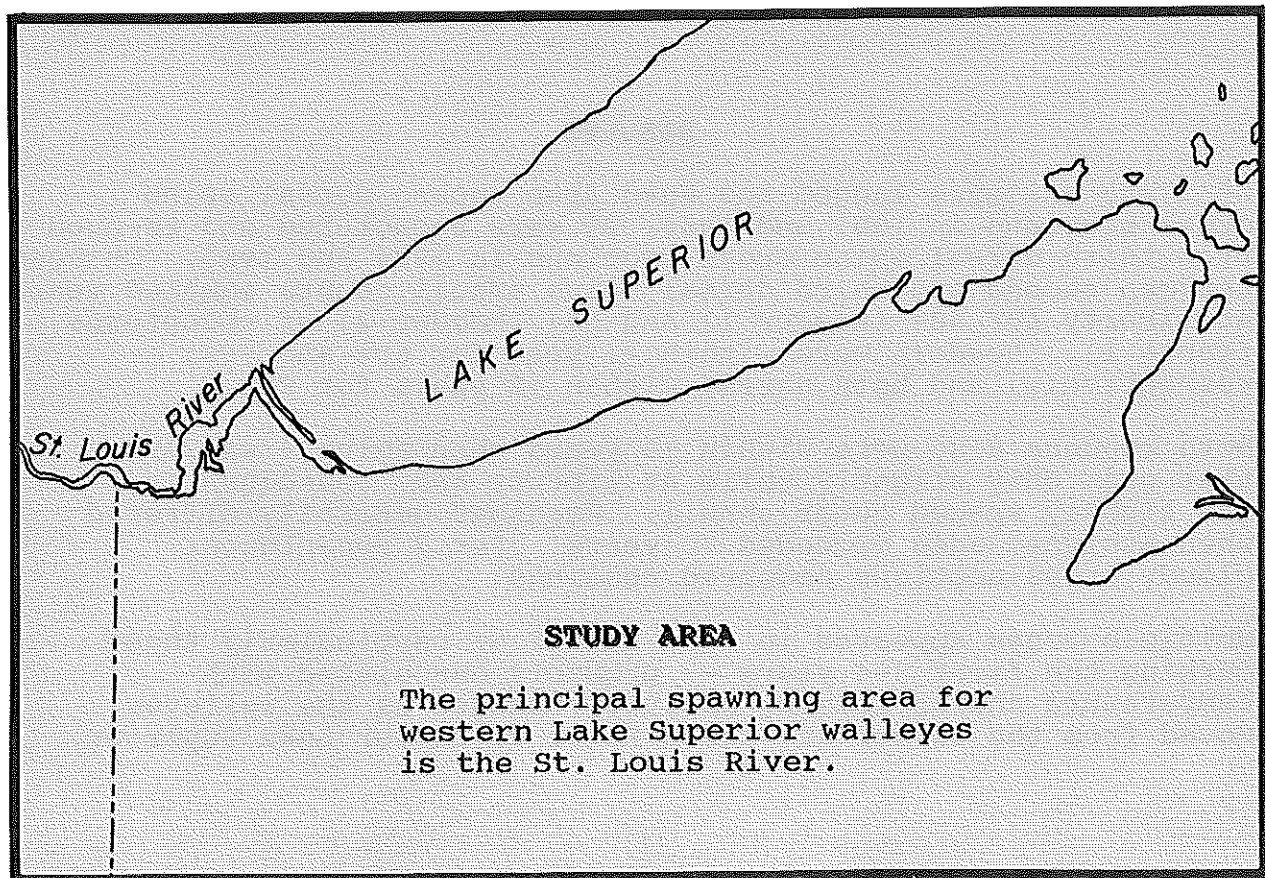 LAKE SUPERIOR
St. Louis River
STUDY AREA
The principal spawning area for
western Lake Superior walleyes
is the St. Louis River.